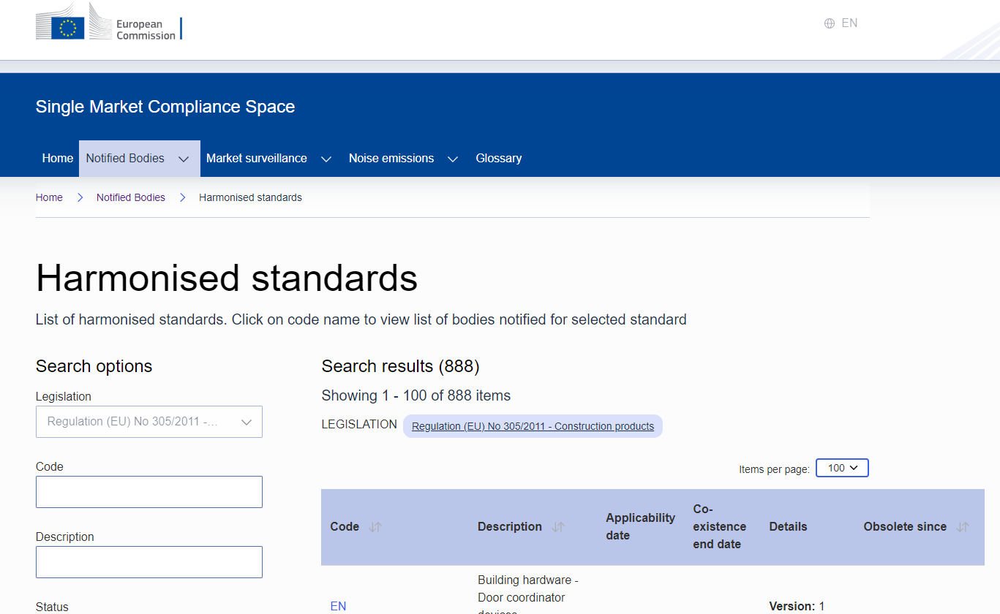 European
Commission
EN
Single Market Compliance Space
Home Notified Bodies Market surveillance Noise emissions Glossary
Home Notified Bodies Harmonised standards
Harmonised standards
List of harmonised standards. Click on code name to view list of bodies notified for selected standard
Search options
Legislation
Regulation (EU) No 305/2011 -...
Code
Description
Status
Search results (888)
Showing 1 - 100 of 888 items
LEGISLATION Regulation (EU) No 305/2011 - Construction products
Items per page: 100
Code Description Applicability date Co-existence end date Details Obsolete since
Building hardware -
Door coordinator
EN Version: 1